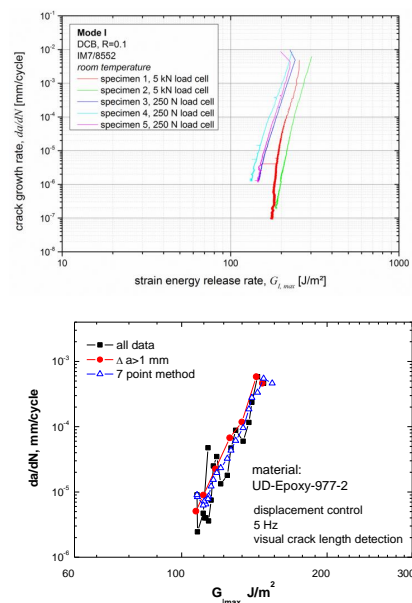 Mode I
DCB, R=0.1
IM7/8552
room temperature
specimen 1, 5 kN load cell
specimen 2, 5 kN load cell
specimen 3, 250 N load cell
specimen 4, 250 N load cell
specimen 5, 250 N load cell
crack growth rate, da/dN [mm/cycle]
10⁰
10⁻¹
10⁻²
10⁻³
10⁻⁴
10⁻⁵
10⁻⁶
10⁻⁷
10⁻⁸
10
100
1000
strain energy release rate, G_I, max [J/m²]
all data
Δ a>1 mm
7 point method
da/dN, mm/cycle
10⁻³
10⁻⁴
10⁻⁵
10⁻⁶
material:
UD-Epoxy-977-2
displacement control
5 Hz
visual crack length detection
60
100
200
300
G_Imax J/m²